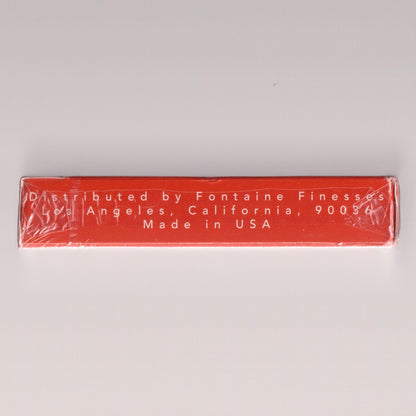 Distributed by Fontaine Finesses
Los Angeles, California, 90036
Made in USA